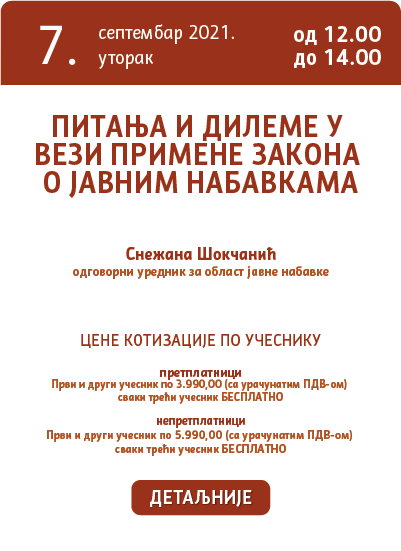 7.
септембар 2021.
уторак
од 12.00
до 14.00
ПИТАЊА И ДИЛЕМЕ У
ВЕЗИ ПРИМЕНЕ ЗАКОНА
О ЈАВНИМ НАБАВКАМА
Снежана Шокчанић
одговорни уредник за област јавне набавке
ЦЕНЕ КОТИЗАЦИЈЕ ПО УЧЕСНИКУ
претплатници
Први и други учесник по 3.990,00 (са урачунатим ПДВ-ом)
сваки трећи учесник БЕСПЛАТНО
непретплатници
Први и други учесник по 5.990,00 (са урачунатим ПДВ-ом)
сваки трећи учесник БЕСПЛАТНО
ДЕТАЉНИЈЕ